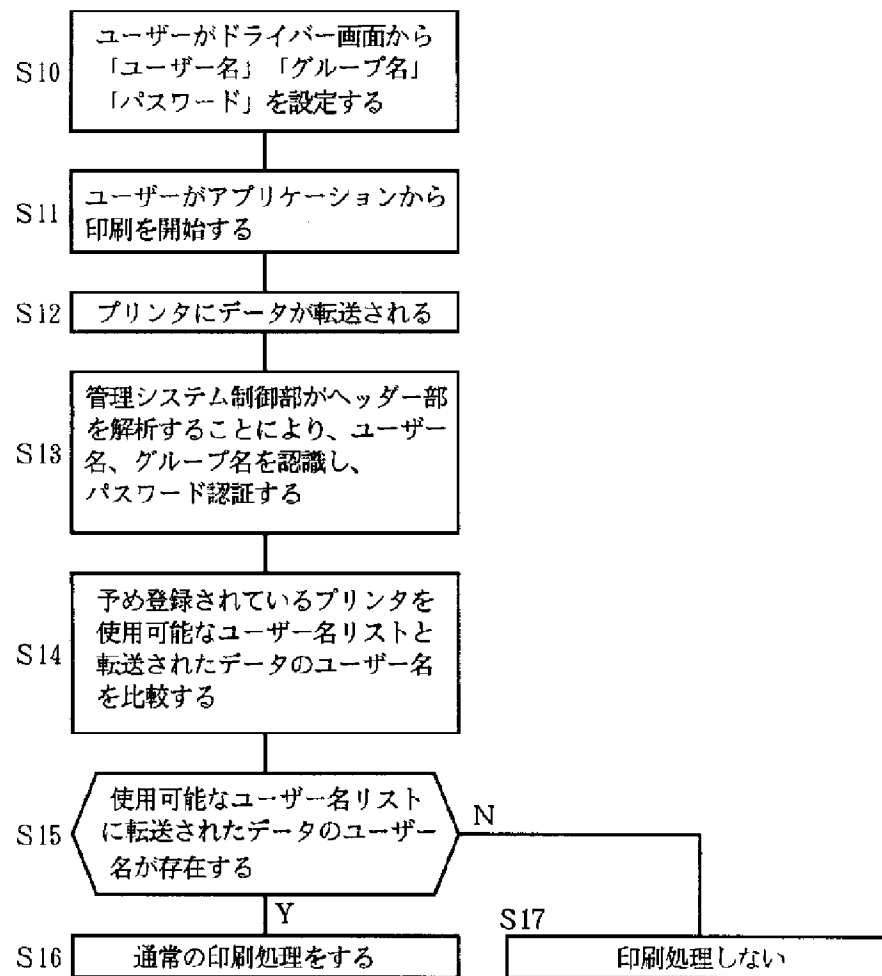 S10
ユーザーがドライバー画面から
「ユーザー名」「グループ名」
「パスワード」を設定する
S11
ユーザーがアプリケーションから
印刷を開始する
S12
プリンタにデータが転送される
S13
管理システム制御部がヘッダー部
を解析することにより、ユーザー
名、グループ名を認識し、
パスワード認証する
S14
予め登録されているプリンタを
使用可能なユーザー名リストと
転送されたデータのユーザー名
を比較する
S15
使用可能なユーザー名リスト
に転送されたデータのユーザー
名が存在する
N
Y
S16
通常の印刷処理をする
S17
印刷処理しない